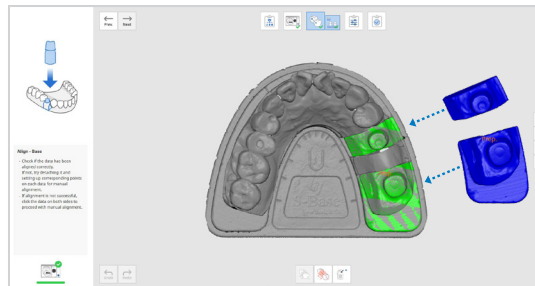 Prev
Next
Align - Base
- Check if the data has been
aligned correctly.
If not, try detaching it and
setting up corresponding points
on each data for manual
alignment.
- If alignment is not successful,
click the data on both sides to
proceed with manual alignment.
Prep
U